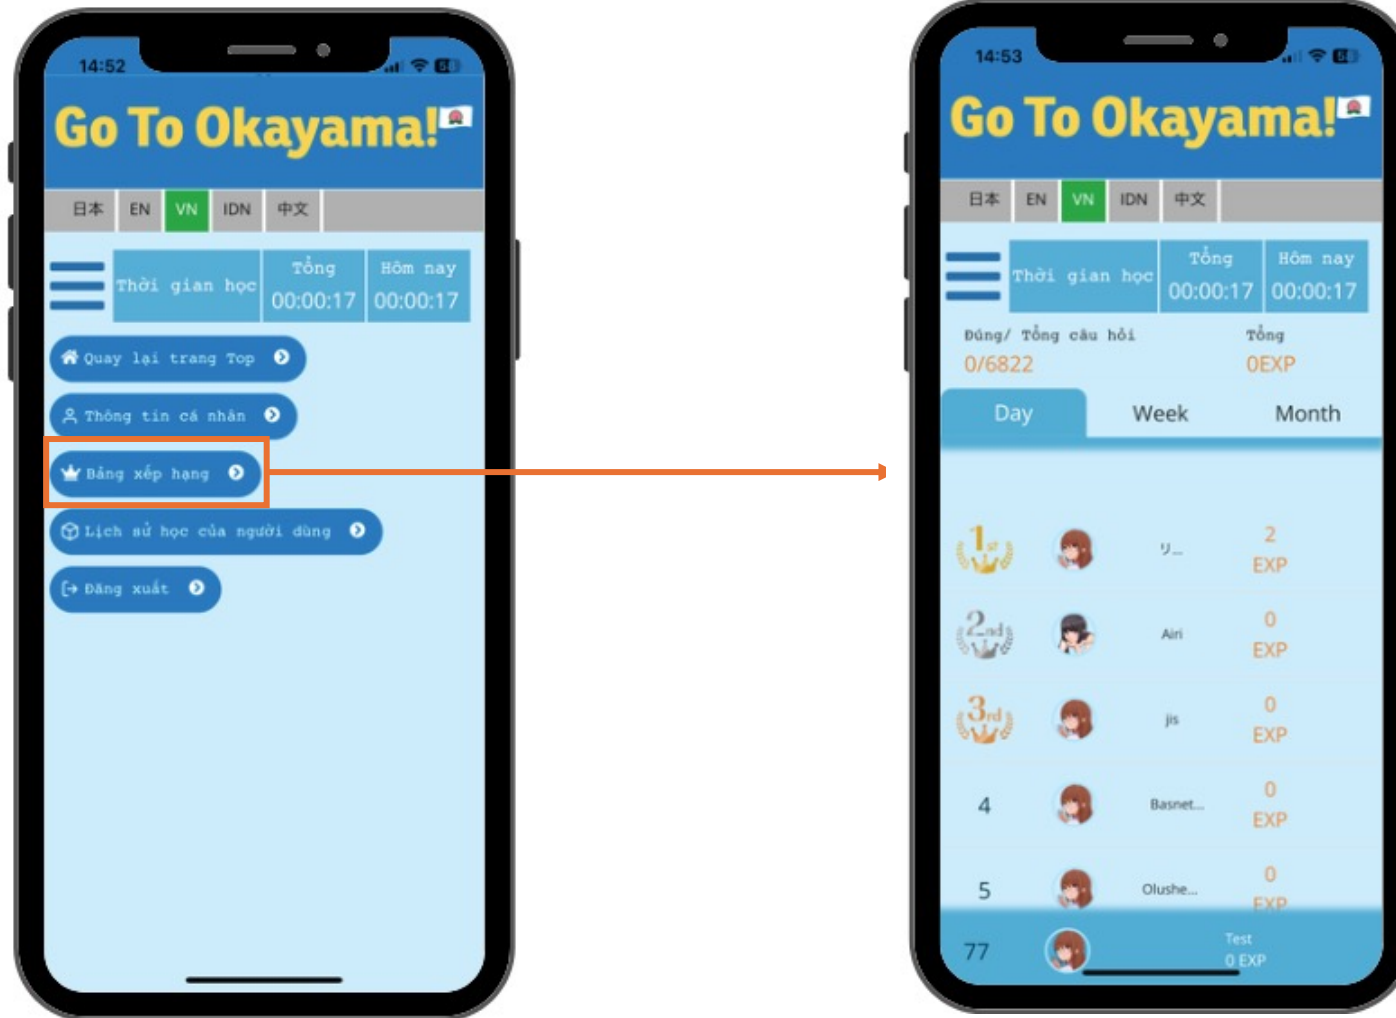 14:52
Go To Okayama!
日本 EN VN IDN 中文
Thời gian học
Tổng
00:00:17
Hôm nay
00:00:17
Quay lại trang Top
Thông tin cá nhân
Bảng xếp hạng
Lịch sử học của người dùng
Đăng xuất
14:53
Go To Okayama!
日本 EN VN IDN 中文
Thời gian học
Tổng
00:00:17
Hôm nay
00:00:17
Đúng/ Tổng câu hỏi
0/6822
Tổng
0EXP
Day Week Month
1st リ... 2 EXP
2nd Airi 0 EXP
3rd jis 0 EXP
4 Basnet... 0 EXP
5 Olushe... 0 EXP
77 Test
0 EXP